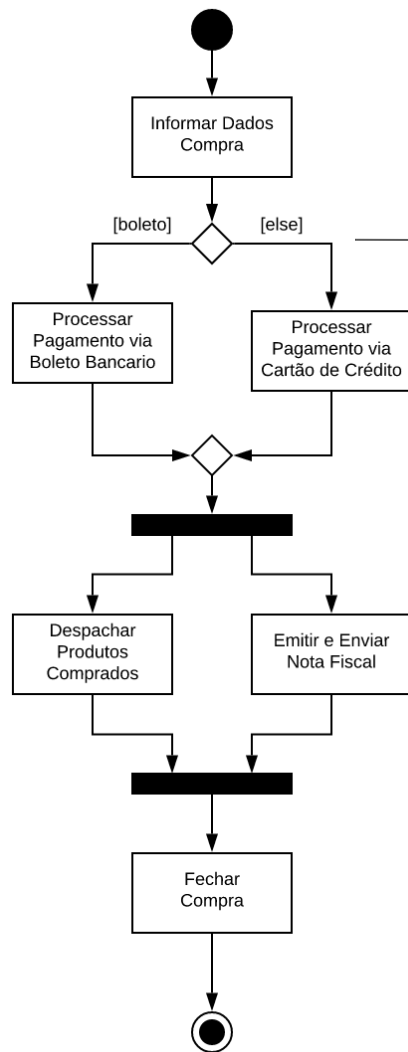 Informar Dados
Compra
[boleto]
[else]
Processar
Pagamento via
Boleto Bancario
Processar
Pagamento via
Cartão de Crédito
Despachar
Produtos
Comprados
Emitir e Enviar
Nota Fiscal
Fechar
Compra